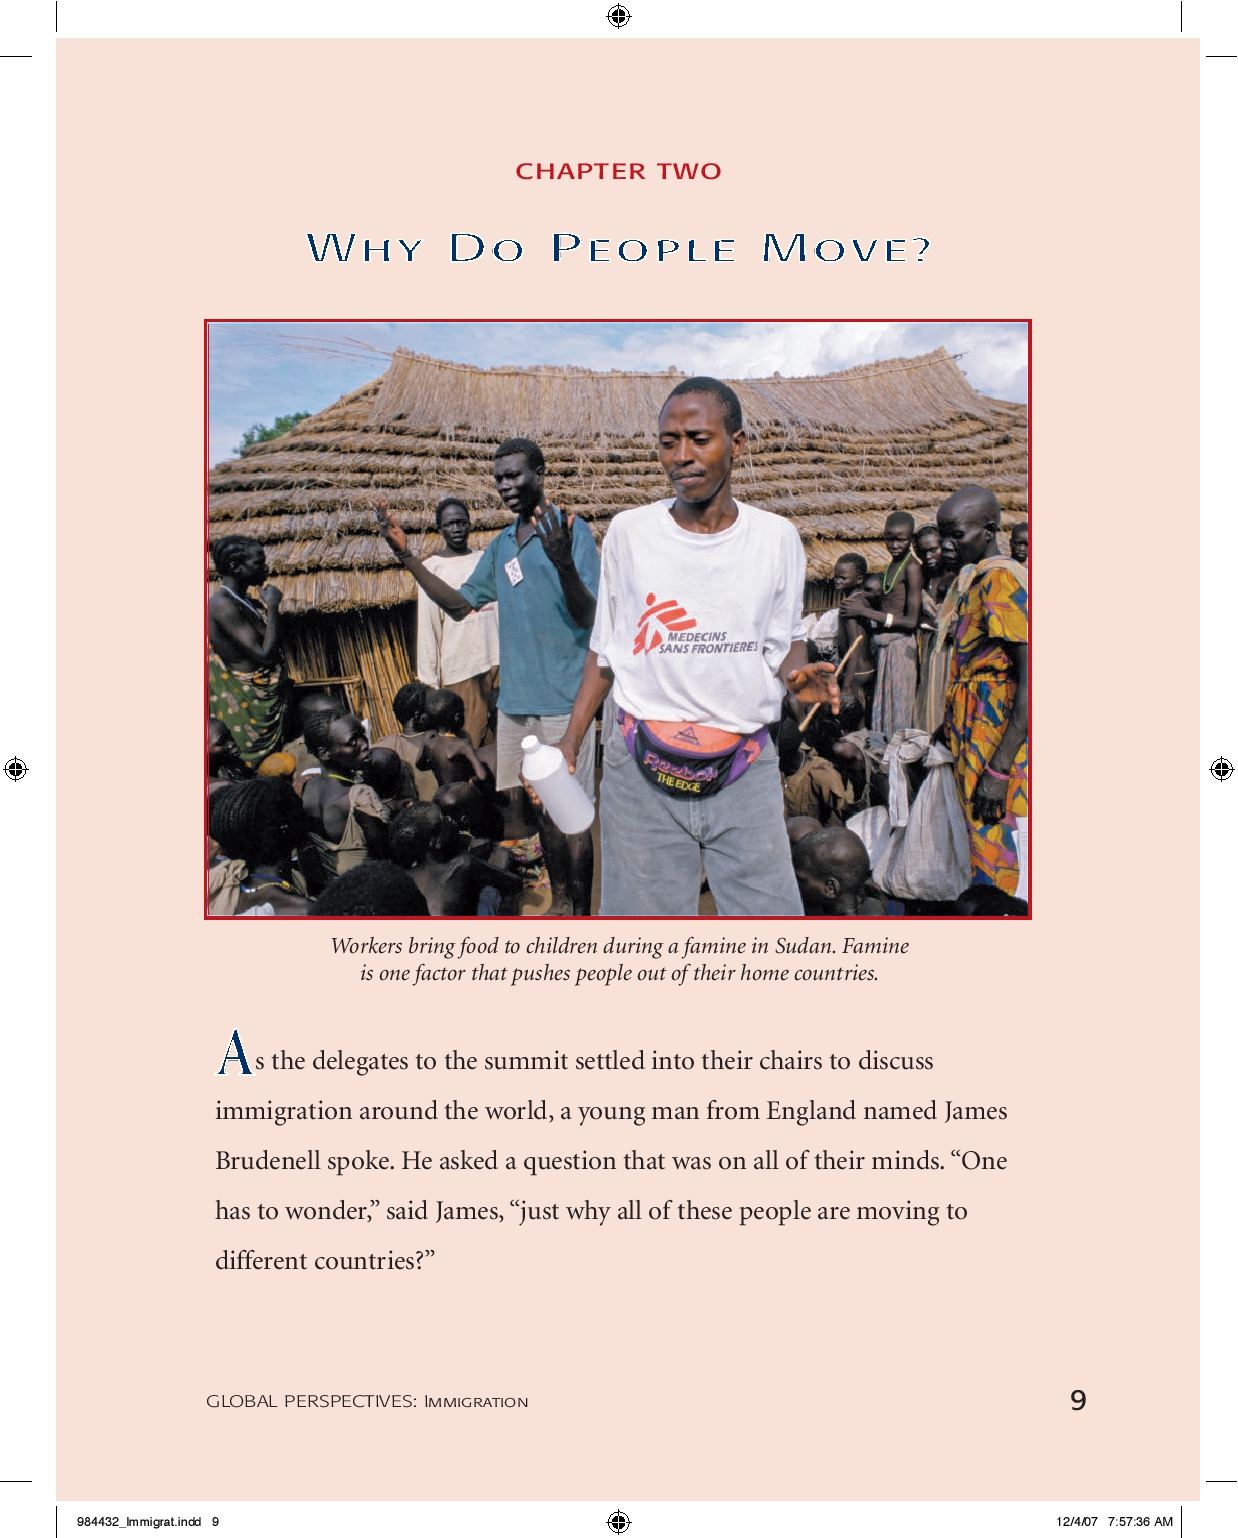 CHAPTER TWO
WHY DO PEOPLE MOVE?
MEDECINS
SANS FRONTIERES
Reebok
THE EDGE
Workers bring food to children during a famine in Sudan. Famine
is one factor that pushes people out of their home countries.
As the delegates to the summit settled into their chairs to discuss
immigration around the world, a young man from England named James
Brudenell spoke. He asked a question that was on all of their minds. “One
has to wonder,” said James, “just why all of these people are moving to
different countries?”
GLOBAL PERSPECTIVES: IMMIGRATION 9
984432_Immigrat.indd 9 12/4/07 7:57:36 AM